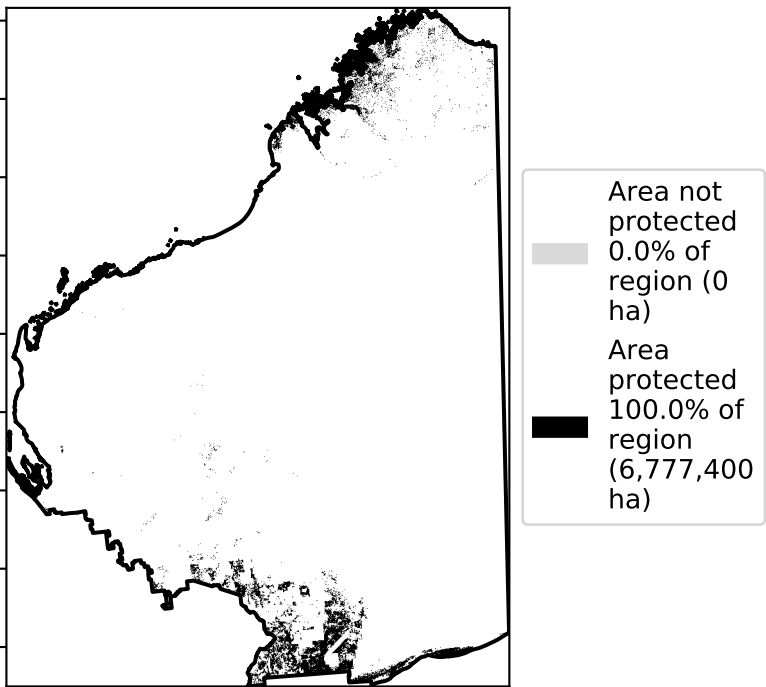 Area not
protected
0.0% of
region (0
ha)
Area
protected
100.0% of
region
(6,777,400
ha)